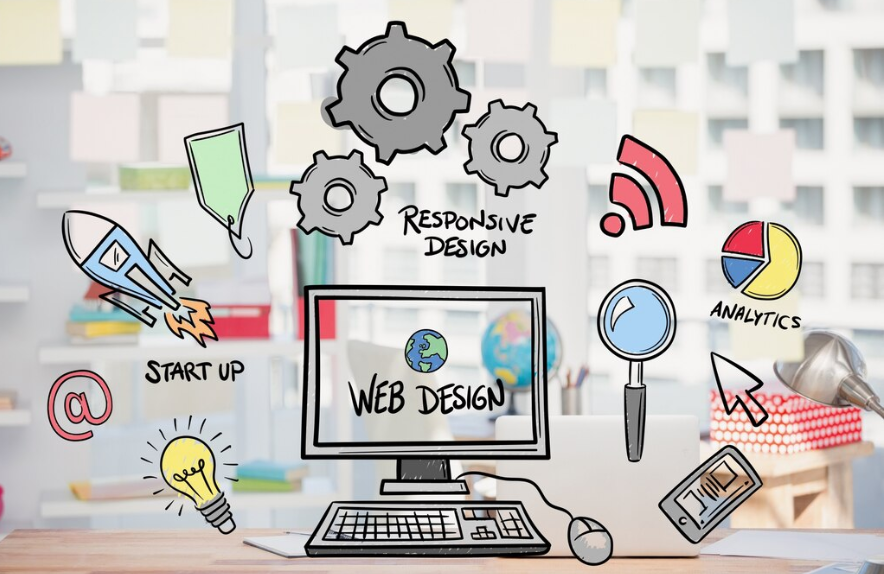 RESPONSIVE
DESIGN
ANALYTICS
START UP
@
WEB DESIGN